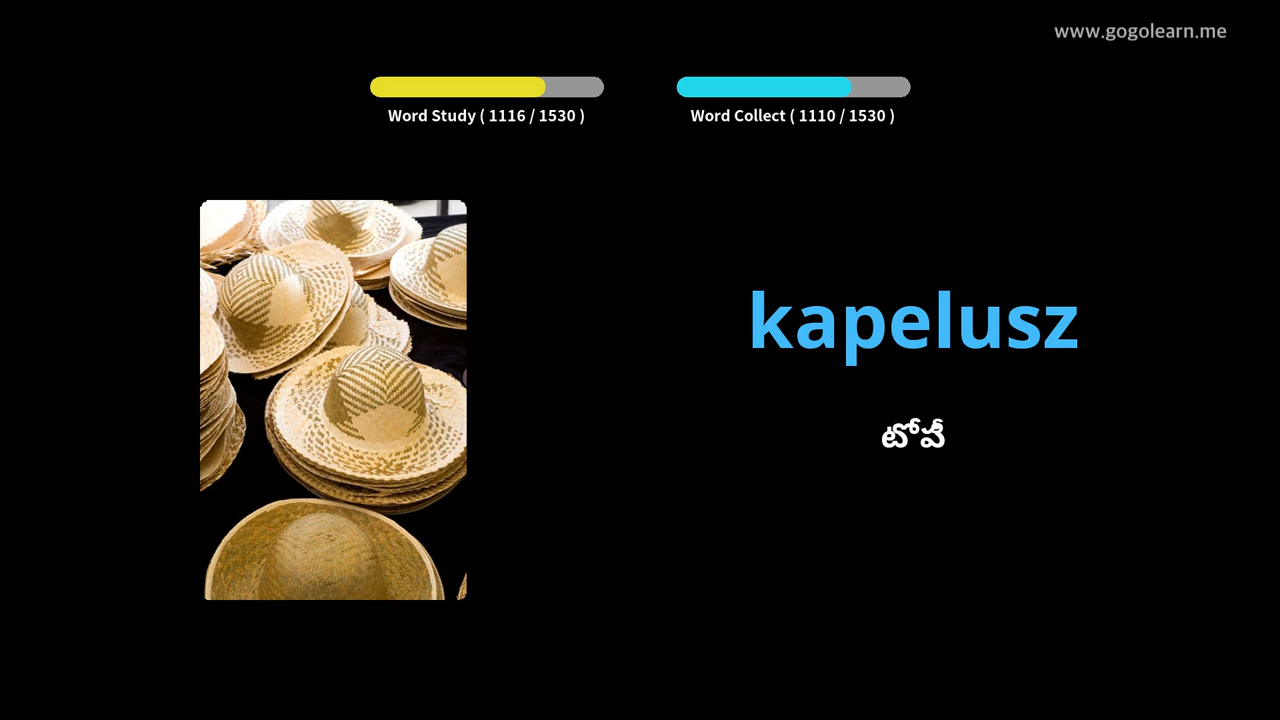 www.gogolearn.me
Word Study ( 1116 / 1530 )
Word Collect ( 1110 / 1530 )
kapelusz
టోపీ